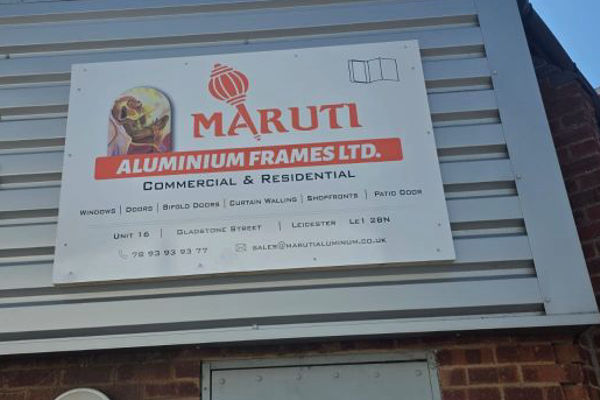 MARUTI
ALUMINIUM FRAMES LTD.
COMMERCIAL & RESIDENTIAL
WINDOWS | DOORS | BIFOLD DOORS | CURTAIN WALLING | SHOPFRONTS | PATIO DOOR
UNIT 16 | GLADSTONE STREET | LEICESTER LE1 2BN
78 93 93 93 77 SALES@MARUTIALUMINUM.CO.UK